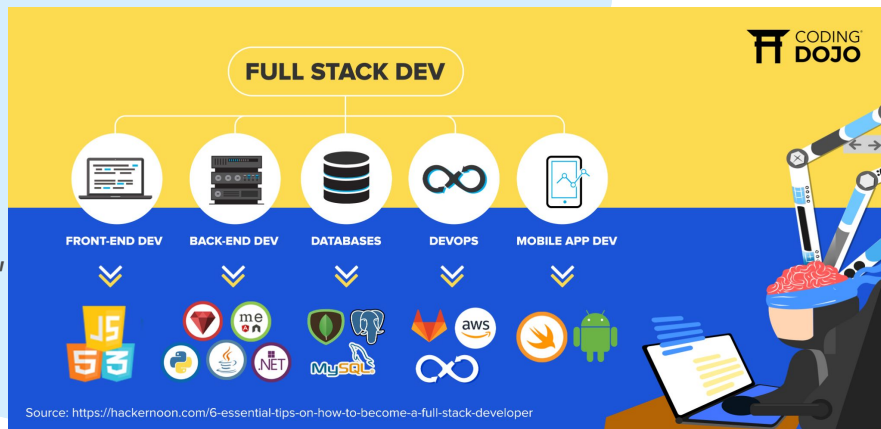 FULL STACK DEV
CODING
DOJO
FRONT-END DEV
BACK-END DEV
DATABASES
DEVOPS
MOBILE APP DEV
JS
5 3
me
AN
aws
.NET
MySQL
Source: https://hackernoon.com/6-essential-tips-on-how-to-become-a-full-stack-developer